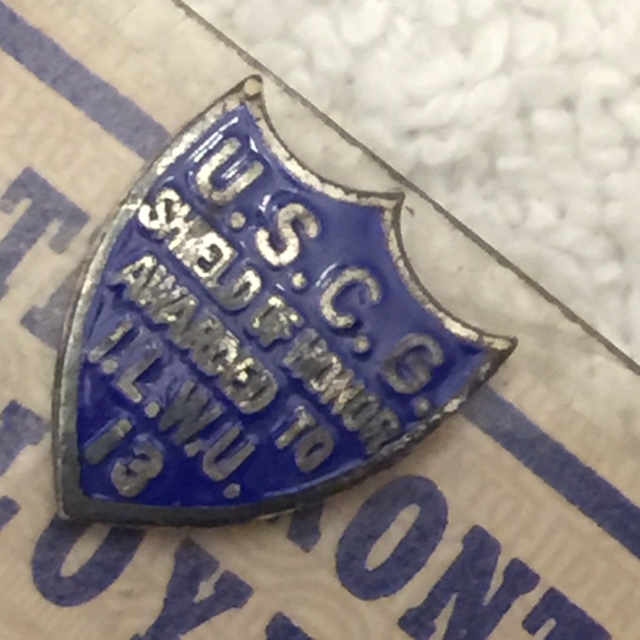 U.S.C.G.
SHIELD OF HONOR
AWARDED TO
I.L.W.U.
13